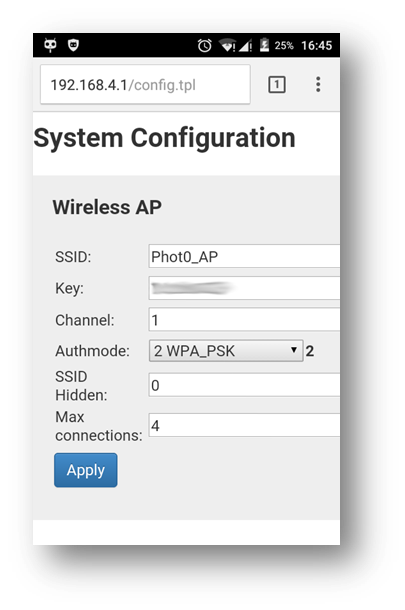 25% 16:45
192.168.4.1/config.tpl 1
System Configuration
Wireless AP
SSID: Phot0_AP
Key:
Channel: 1
Authmode: 2 WPA_PSK 2
SSID
Hidden: 0
Max
connections: 4
Apply